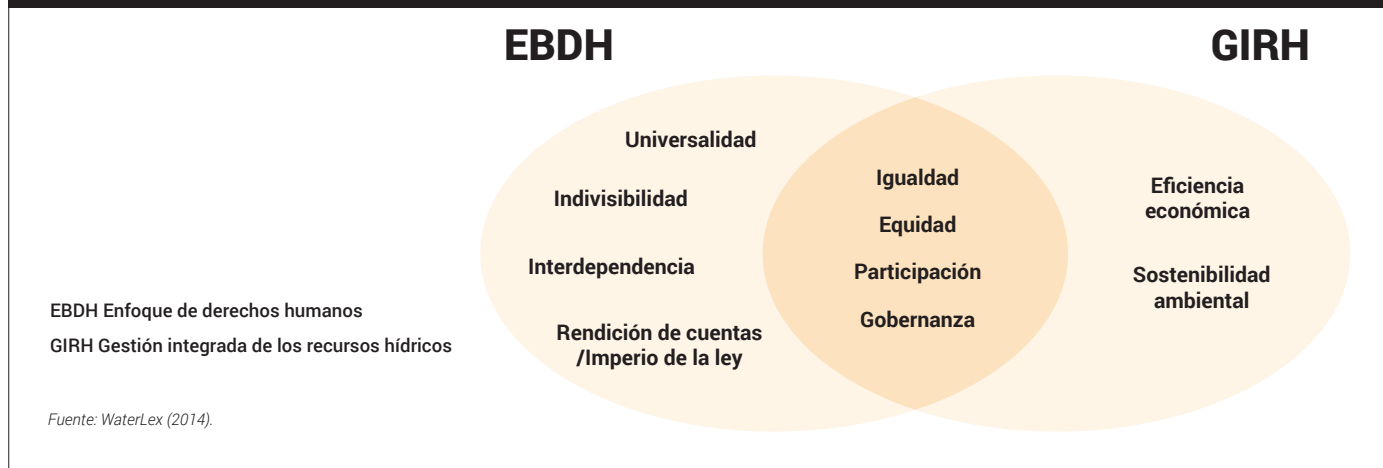 EBDH
GIRH
Universalidad
Indivisibilidad
Interdependencia
Rendición de cuentas
/Imperio de la ley
Igualdad
Equidad
Participación
Gobernanza
Eficiencia
económica
Sostenibilidad
ambiental
EBDH Enfoque de derechos humanos
GIRH Gestión integrada de los recursos hídricos
Fuente: WaterLex (2014).